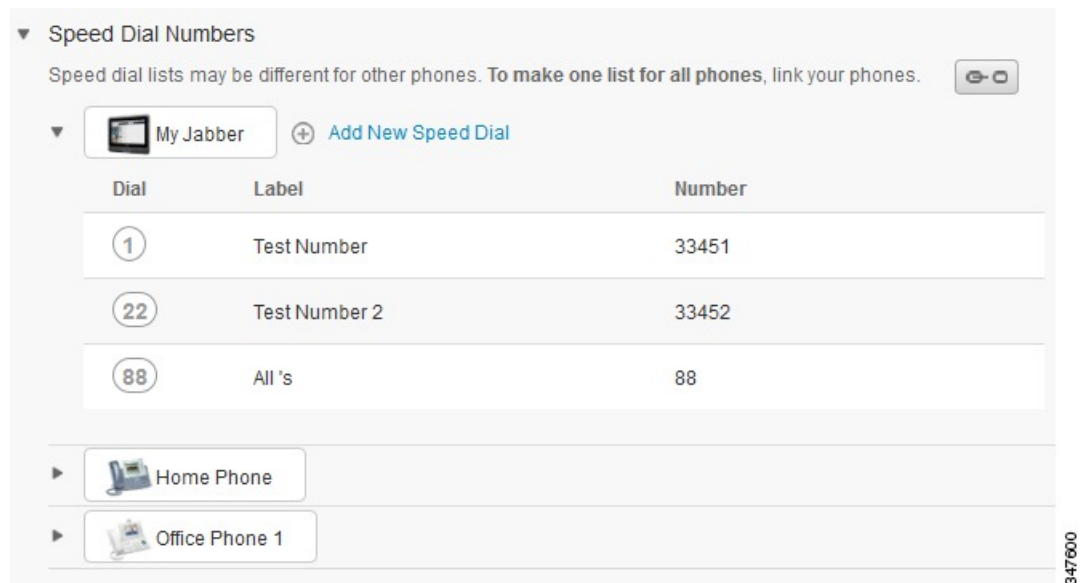 Speed Dial Numbers
Speed dial lists may be different for other phones. To make one list for all phones, link your phones.
My Jabber Add New Speed Dial
Dial Label Number
1 Test Number 33451
22 Test Number 2 33452
88 All 's 88
Home Phone
Office Phone 1
347600